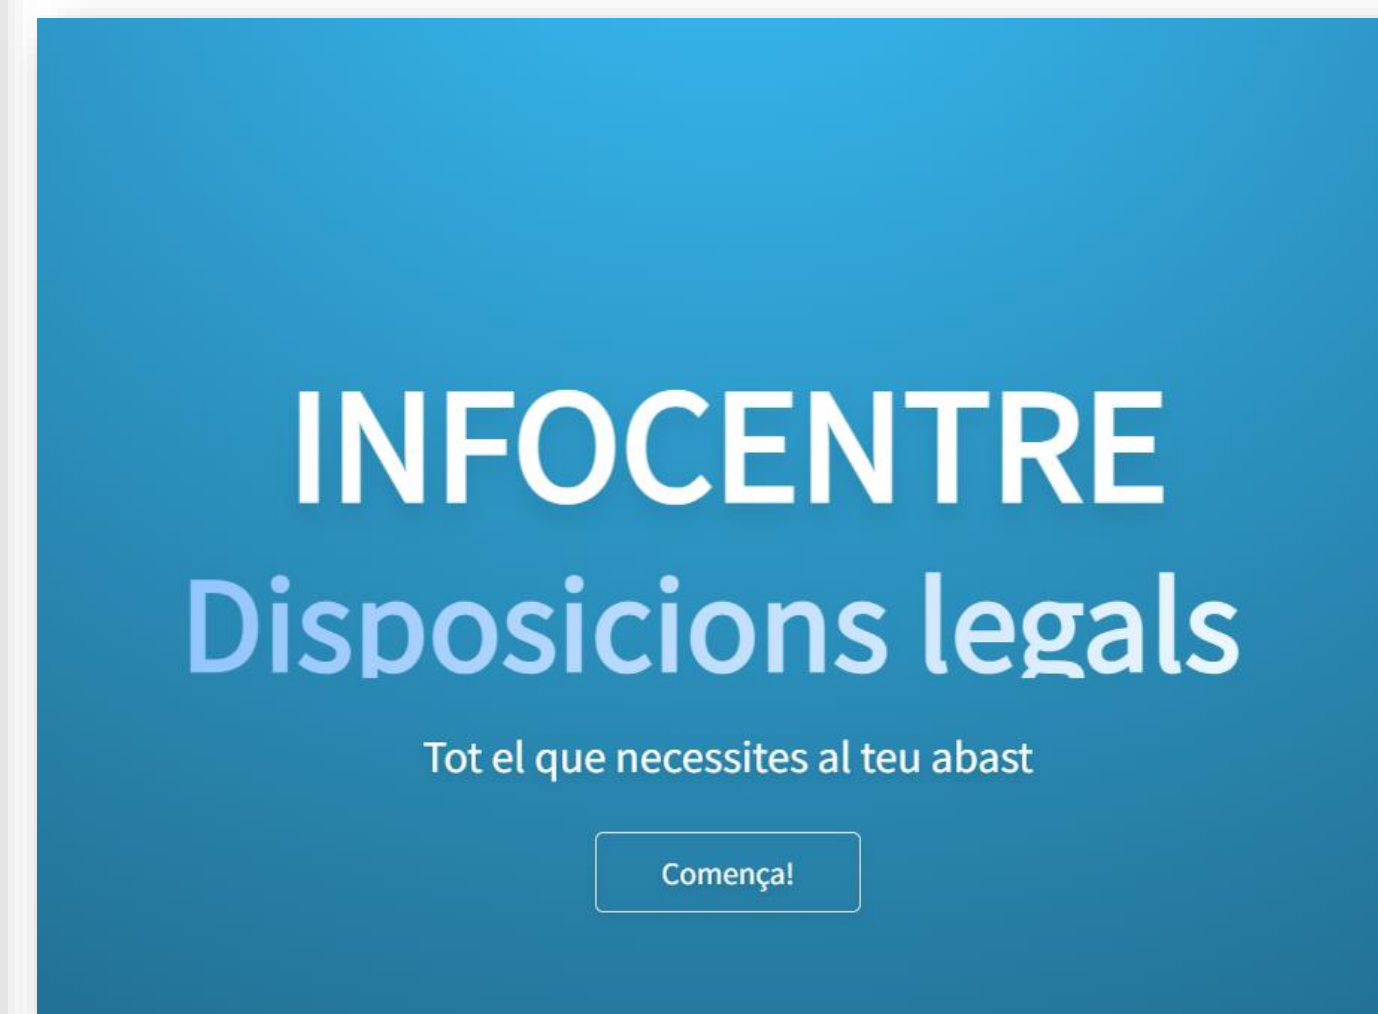 INFOCENTRE
Disposicions legals
Tot el que necessites al teu abast
Comença!